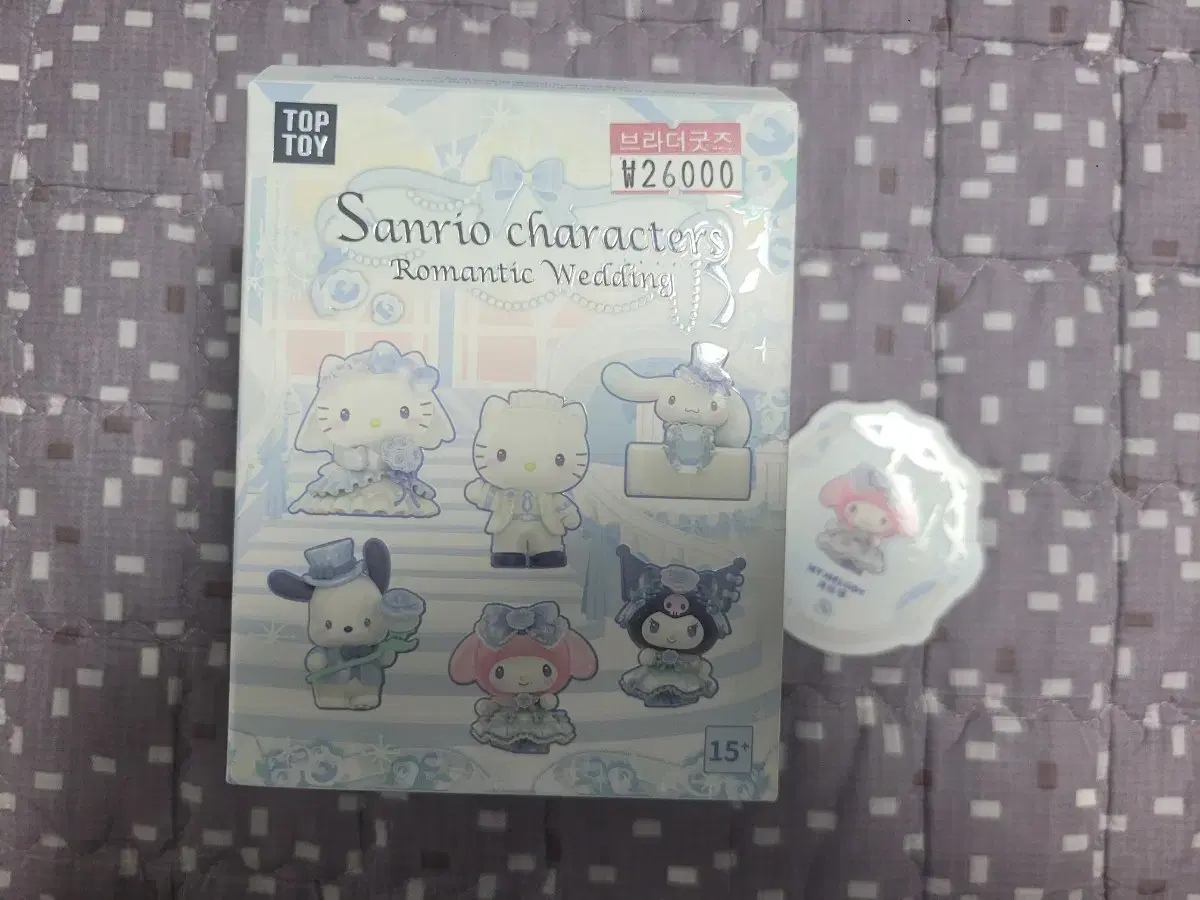 TOP
TOY
브라더굿즈
₩26000
Sanrio characters
Romantic Wedding
15+